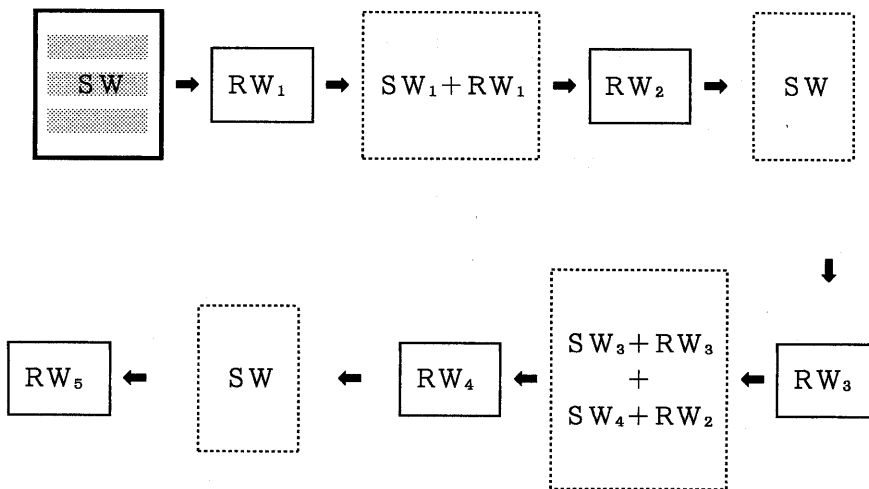 SW
RW₁
SW₁+RW₁
RW₂
SW
SW₃+RW₃
+
SW₄+RW₂
RW₃
RW₄
SW
RW₅